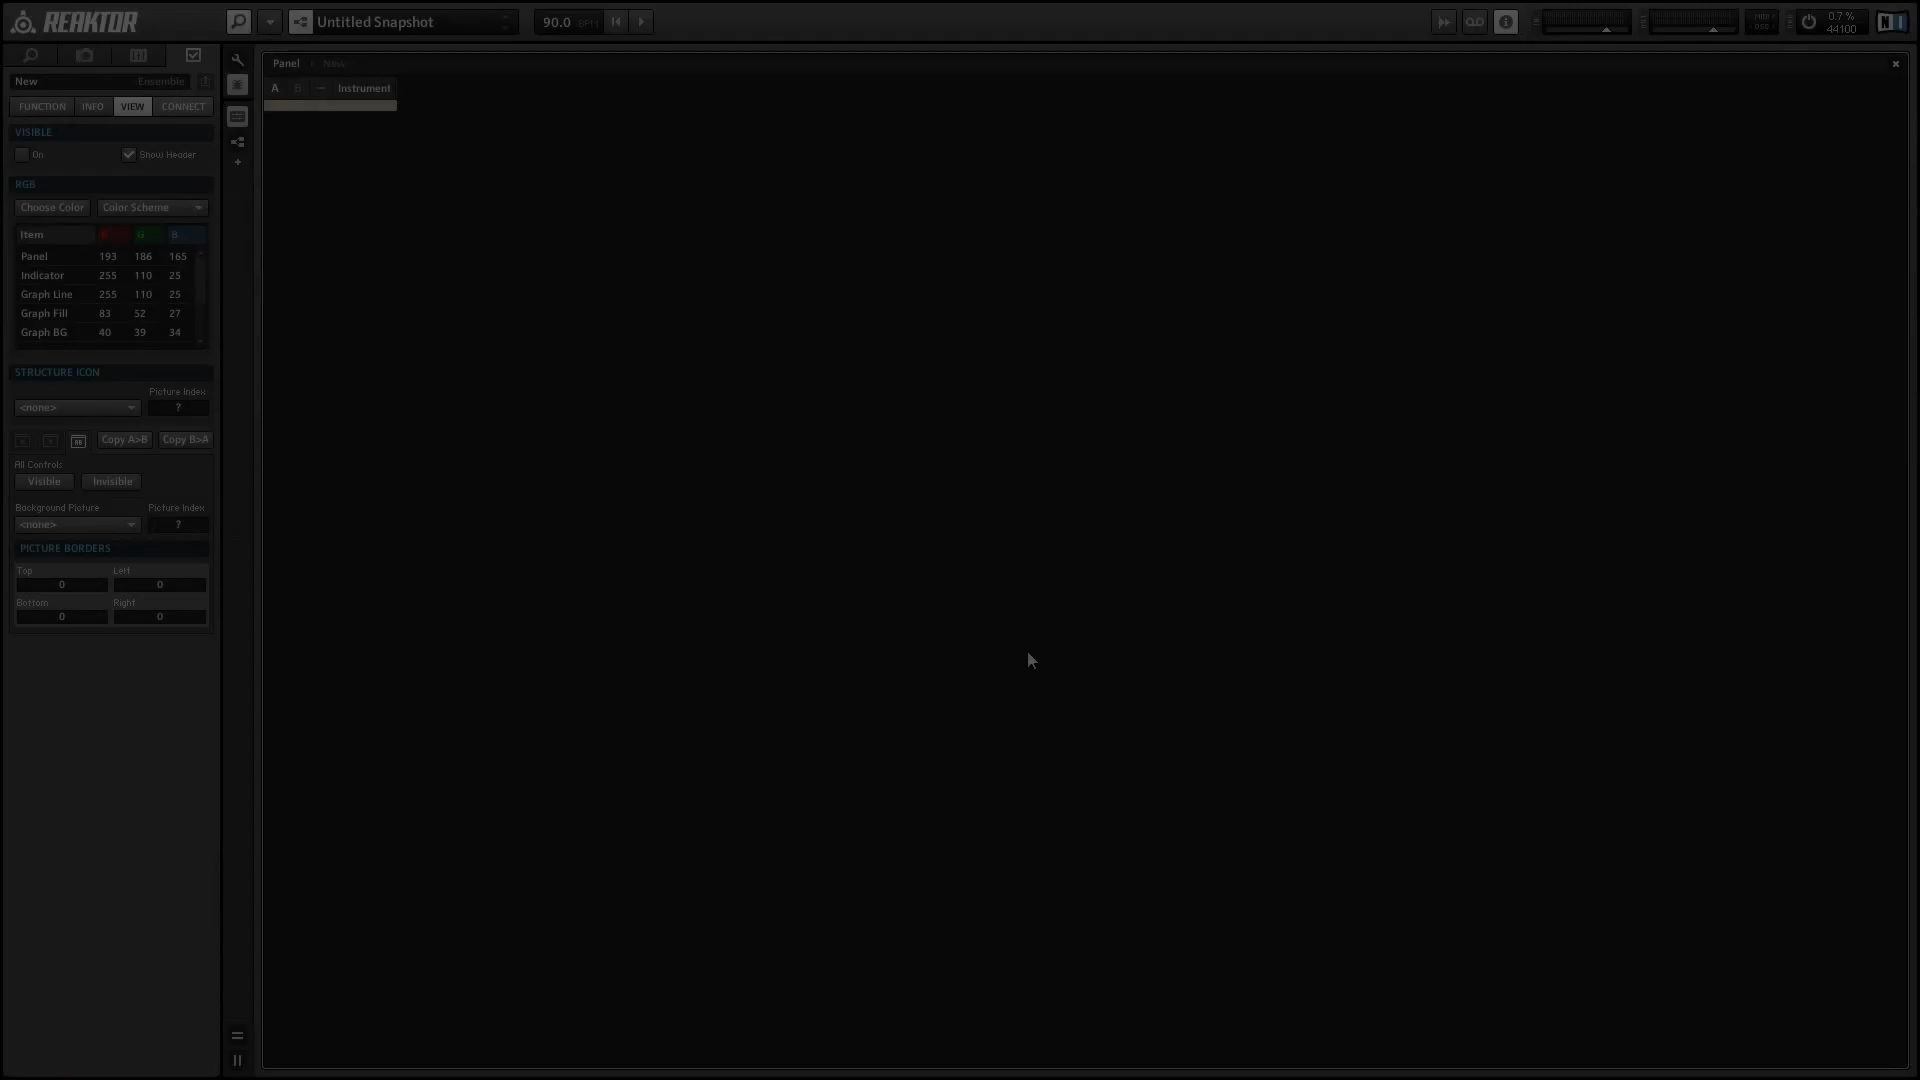 REAKTOR
Untitled Snapshot
90.0 BPM
0.7 %
44100
New Ensemble
FUNCTION INFO VIEW CONNECT
VISIBLE
On Show Header
RGB
Choose Color Color Scheme
Item R G B
Panel 193 186 165
Indicator 255 110 25
Graph Line 255 110 25
Graph Fill 83 52 27
Graph BG 40 39 34
STRUCTURE ICON
Picture Index
<none> ?
AB Copy A>B Copy B>A
All Controls
Visible Invisible
Background Picture Picture Index
<none> ?
PICTURE BORDERS
Top Left
0 0
Bottom Right
0 0
Panel New
A B Instrument